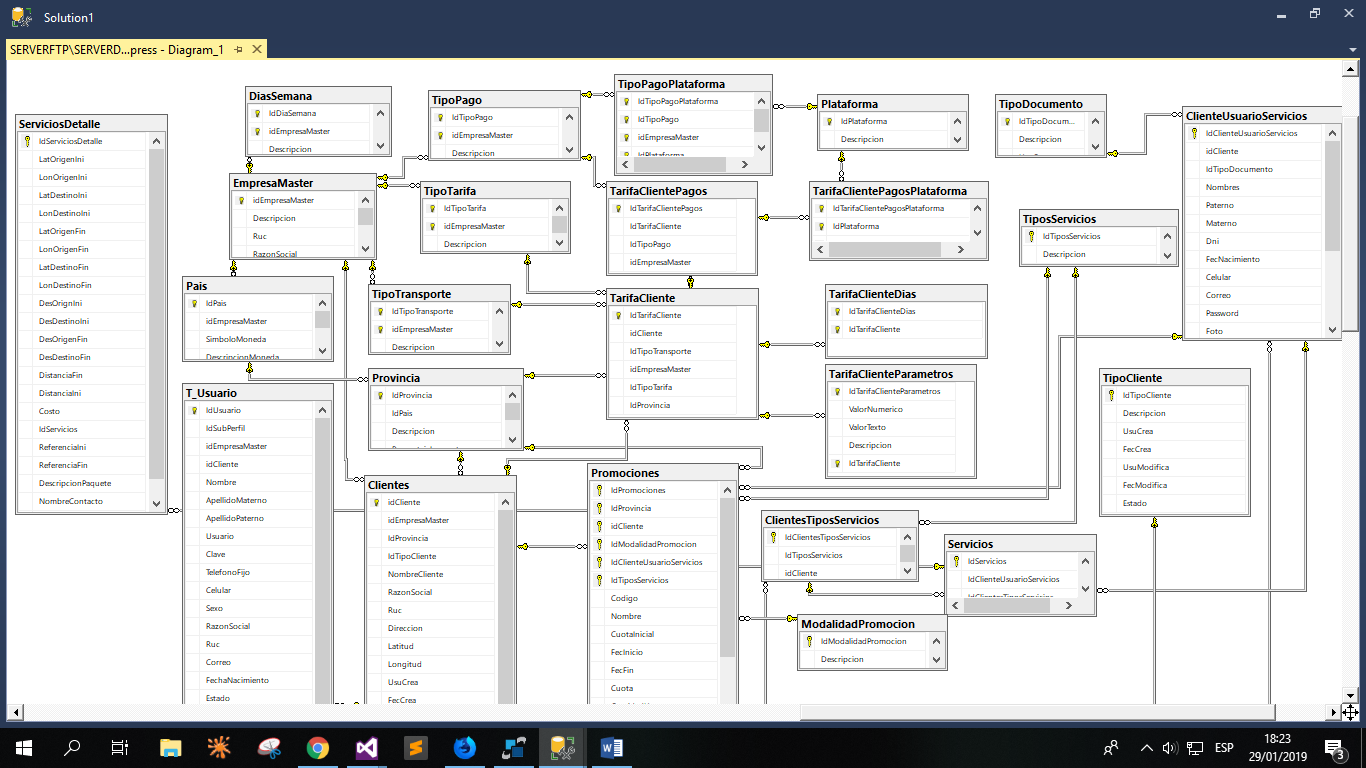 Solution1
SERVERFTP\SERVERD...press - Diagram_1
ServiciosDetalle
IdServiciosDetalle
LatOrigenIni
LonOrigenIni
LatDestinoIni
LonDestinoIni
LatOrigenFin
LonOrigenFin
LatDestinoFin
LonDestinoFin
DesOrignIni
DesDestinoIni
DesOrigenFin
DesDestinoFin
DistanciaFin
DistanciaIni
Costo
IdServicios
ReferenciaIni
ReferenciaFin
DescripcionPaquete
NombreContacto
DiasSemana
IdDiaSemana
idEmpresaMaster
Descripcion
EmpresaMaster
idEmpresaMaster
Descripcion
Ruc
RazonSocial
Pais
IdPais
idEmpresaMaster
SimboloMoneda
DescripcionMoneda
T_Usuario
IdUsuario
IdSubPerfil
idEmpresaMaster
idCliente
Nombre
ApellidoMaterno
ApellidoPaterno
Usuario
Clave
TelefonoFijo
Celular
Sexo
RazonSocial
Ruc
Correo
FechaNacimiento
Estado
TipoPago
IdTipoPago
idEmpresaMaster
Descripcion
TipoTarifa
IdTipoTarifa
idEmpresaMaster
Descripcion
TipoTransporte
IdTipoTransporte
idEmpresaMaster
Descripcion
Provincia
IdProvincia
IdPais
Descripcion
Clientes
idCliente
idEmpresaMaster
IdProvincia
IdTipoCliente
NombreCliente
RazonSocial
Ruc
Direccion
Latitud
Longitud
UsuCrea
FecCrea
TipoPagoPlataforma
IdTipoPagoPlataforma
IdTipoPago
idEmpresaMaster
IdPlataforma
TarifaClientePagos
IdTarifaClientePagos
IdTarifaCliente
IdTipoPago
idEmpresaMaster
TarifaCliente
IdTarifaCliente
idCliente
IdTipoTransporte
idEmpresaMaster
IdTipoTarifa
IdProvincia
Promociones
IdPromociones
IdProvincia
idCliente
IdModalidadPromocion
IdClienteUsuarioServicios
IdTiposServicios
Codigo
Nombre
CuotaInicial
FecInicio
FecFin
Cuota
Plataforma
IdPlataforma
Descripcion
TarifaClientePagosPlataforma
IdTarifaClientePagosPlataforma
IdPlataforma
TarifaClienteDias
IdTarifaClienteDias
IdTarifaCliente
TarifaClienteParametros
IdTarifaClienteParametros
ValorNumerico
ValorTexto
Descripcion
IdTarifaCliente
ClientesTiposServicios
IdClientesTiposServicios
IdTiposServicios
idCliente
Servicios
IdServicios
IdClienteUsuarioServicios
IdClientesTiposServicios
ModalidadPromocion
IdModalidadPromocion
Descripcion
TipoDocumento
IdTipoDocum...
Descripcion
TiposServicios
IdTiposServicios
Descripcion
TipoCliente
IdTipoCliente
Descripcion
UsuCrea
FecCrea
UsuModifica
FecModifica
Estado
ClienteUsuarioServicios
IdClienteUsuarioServicios
idCliente
IdTipoDocumento
Nombres
Paterno
Materno
Dni
FecNacimiento
Celular
Correo
Password
Foto
ESP
18:23
29/01/2019
3